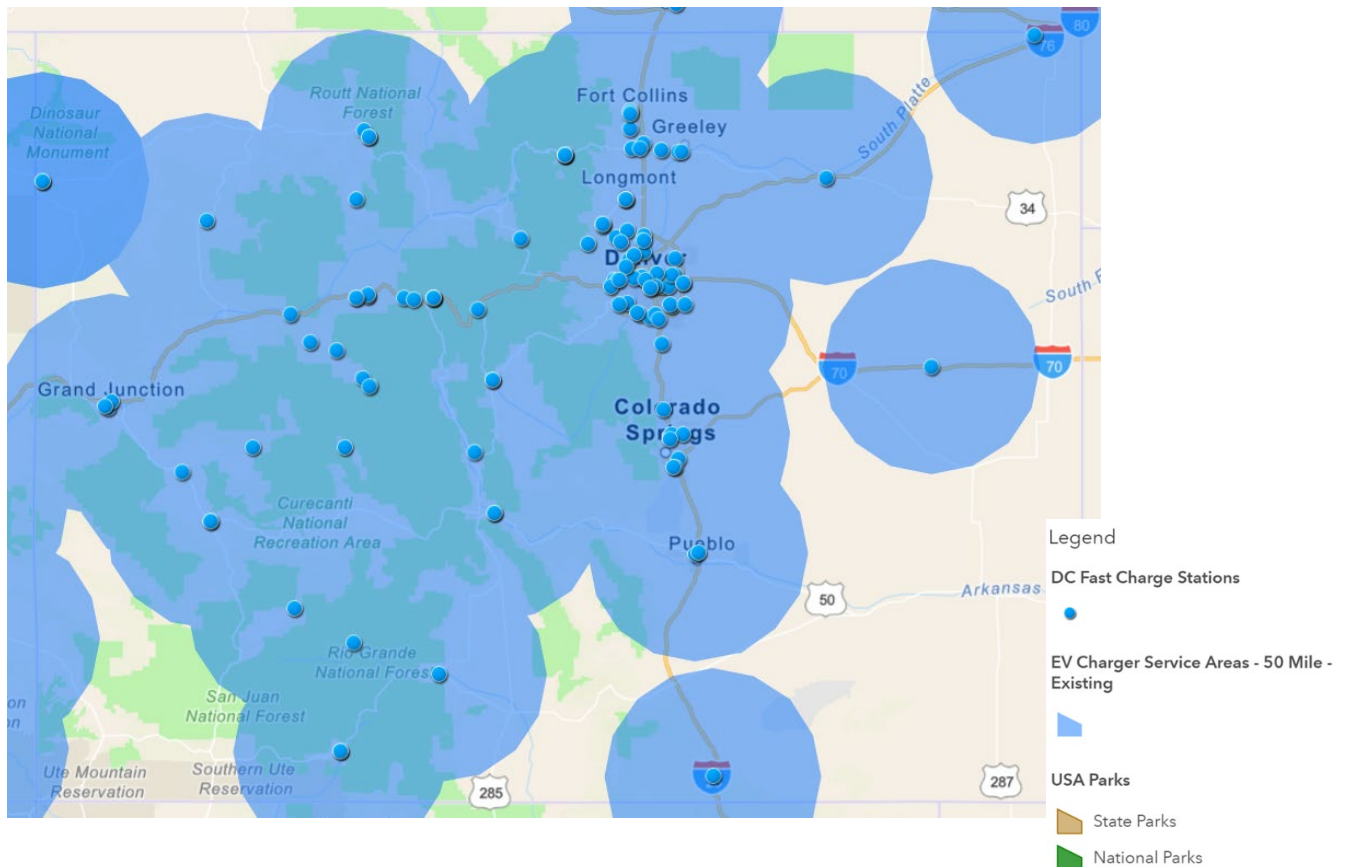 80
76
Dinosaur
National
Monument
Routt National
Forest
Fort Collins
Greeley
South Platte
Longmont
34
Denver
South
70
70
Grand Junction
Colorado
Springs
Curecanti
National
Recreation Area
Pueblo
50
Arkansas
Rio Grande
National Forest
San Juan
National Forest
Ute Mountain
Reservation
Southern Ute
Reservation
285
287
Legend
DC Fast Charge Stations
EV Charger Service Areas - 50 Mile -
Existing
USA Parks
State Parks
National Parks